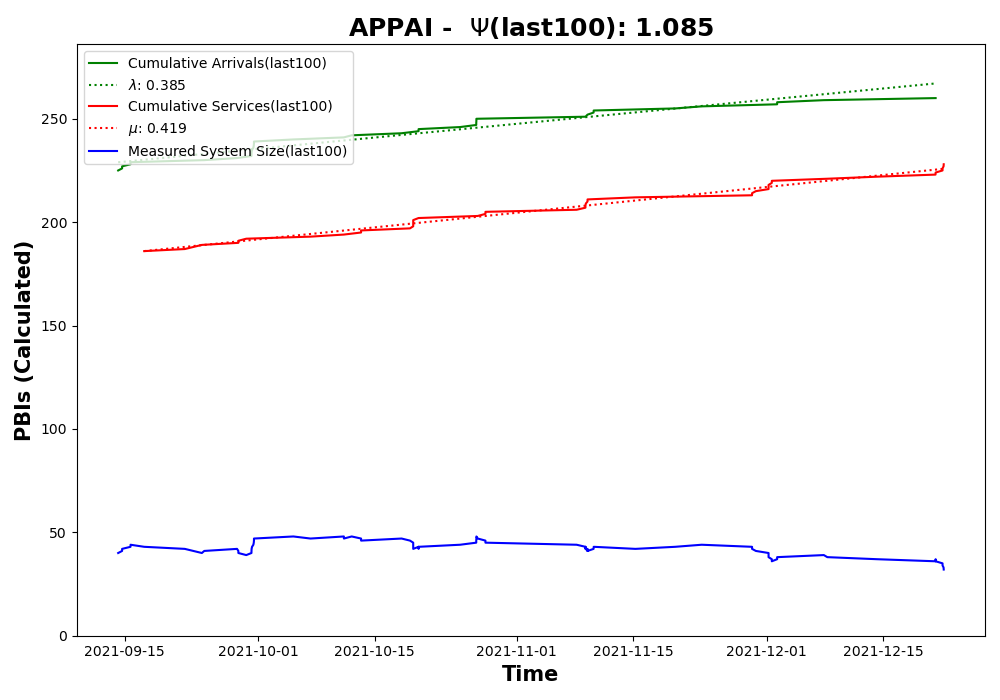 APPAI -  Ψ(last100): 1.085
Cumulative Arrivals(last100)
λ: 0.385
Cumulative Services(last100)
μ: 0.419
Measured System Size(last100)
PBIs (Calculated)
250
200
150
100
50
0
2021-09-15 2021-10-01 2021-10-15 2021-11-01 2021-11-15 2021-12-01 2021-12-15
Time